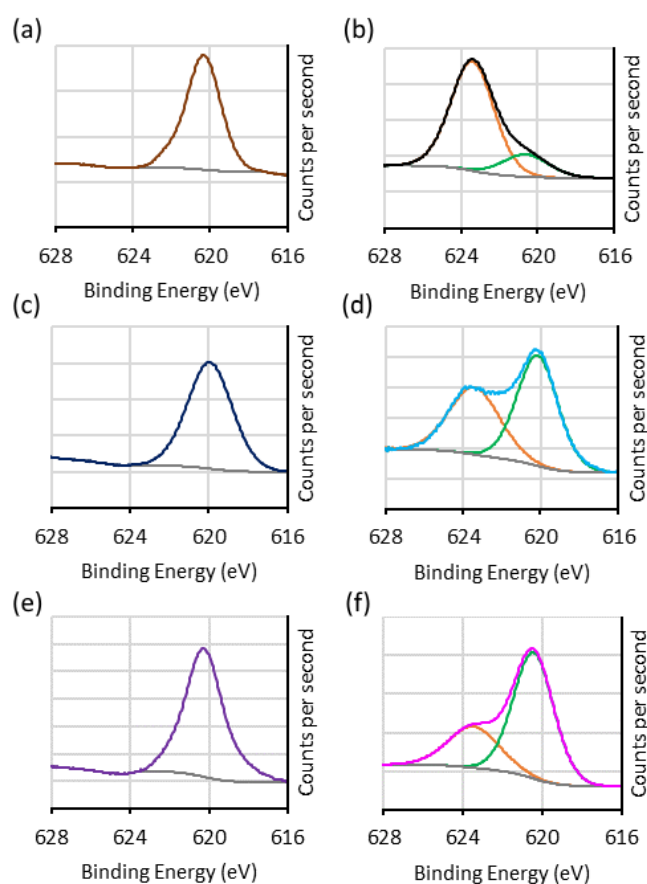 (a)
Counts per second
628 624 620 616
Binding Energy (eV)
(b)
Counts per second
628 624 620 616
Binding Energy (eV)
(c)
Counts per second
628 624 620 616
Binding Energy (eV)
(d)
Counts per second
628 624 620 616
Binding Energy (eV)
(e)
Counts per second
628 624 620 616
Binding Energy (eV)
(f)
Counts per second
628 624 620 616
Binding Energy (eV)